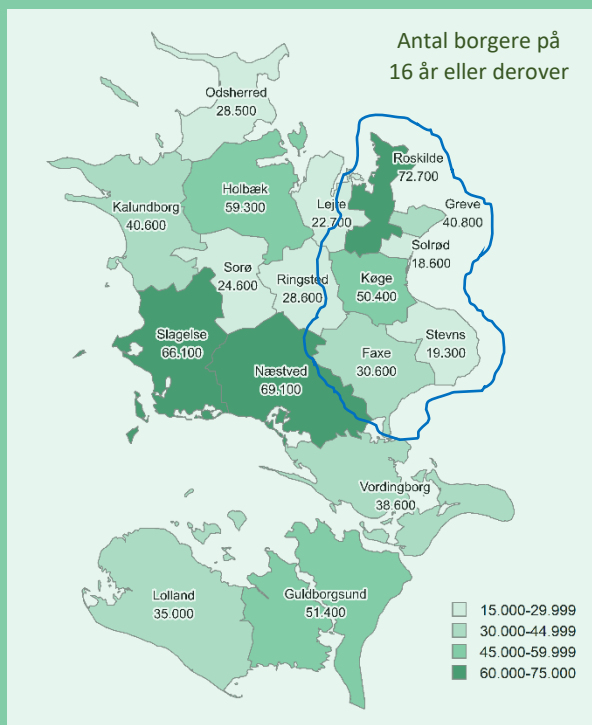 Antal borgere på
16 år eller derover
Odsherred
28.500
Roskilde
72.700
Holbæk
59.300
Kalundborg
40.600
Lejre
22.700
Greve
40.800
Solrød
18.600
Sorø
24.600
Ringsted
28.600
Køge
50.400
Slagelse
66.100
Stevns
19.300
Faxe
30.600
Næstved
69.100
Vordingborg
38.600
Lolland
35.000
Guldborgsund
51.400
15.000-29.999
30.000-44.999
45.000-59.999
60.000-75.000